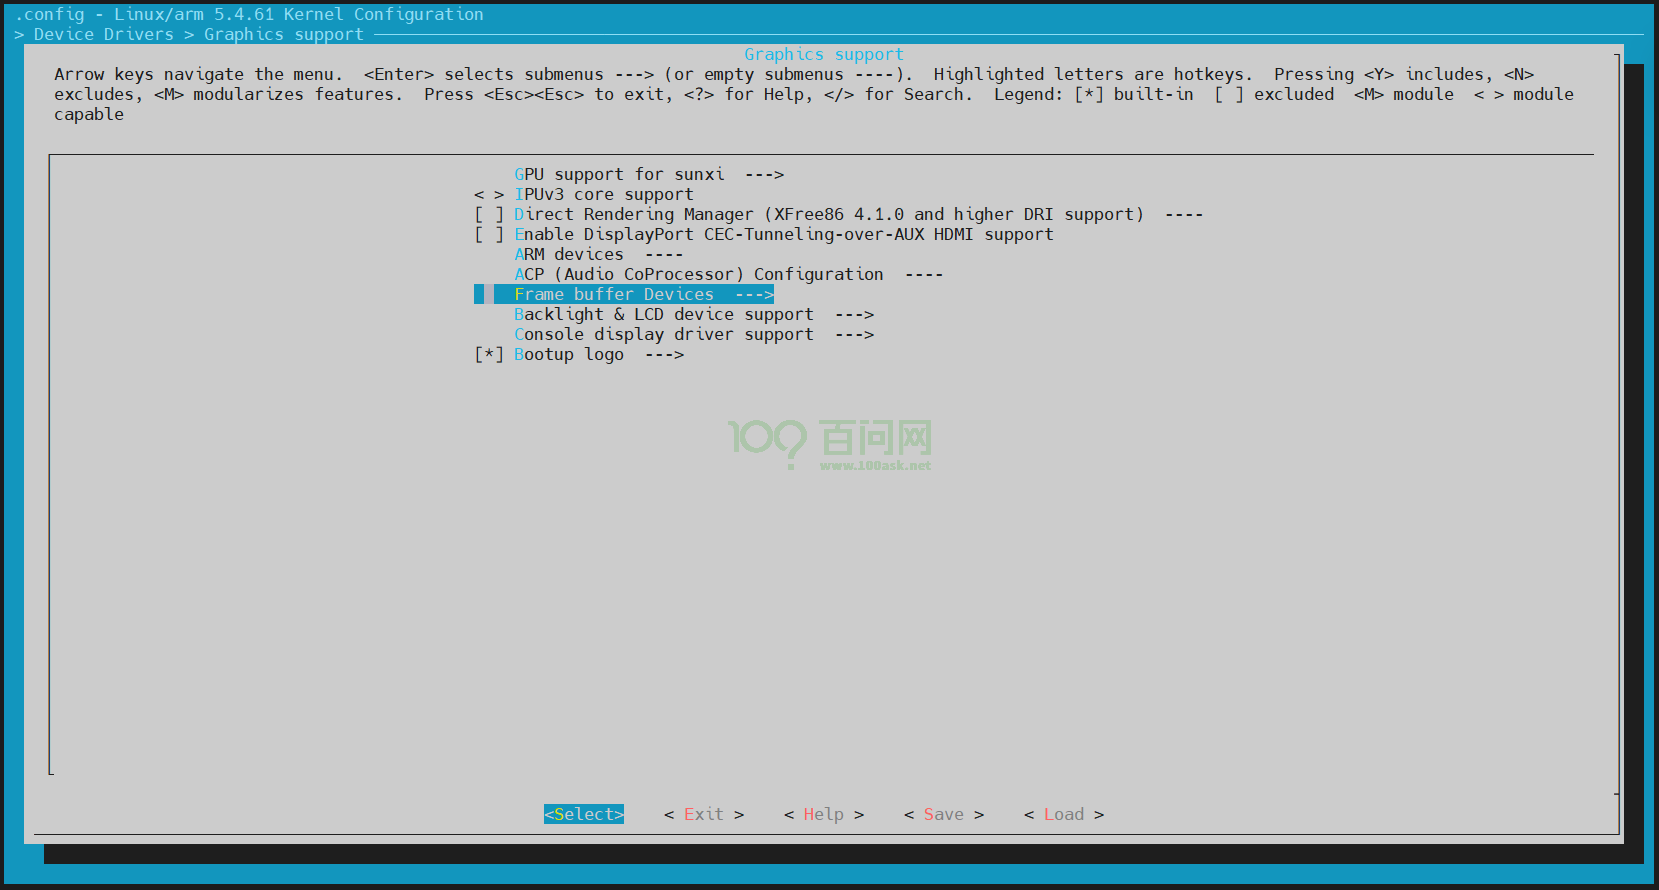 .config - Linux/arm 5.4.61 Kernel Configuration
> Device Drivers > Graphics support
Graphics support
Arrow keys navigate the menu.  <Enter> selects submenus ---> (or empty submenus ----).  Highlighted letters are hotkeys.  Pressing <Y> includes, <N>
excludes, <M> modularizes features.  Press <Esc><Esc> to exit, <?> for Help, </> for Search.  Legend: [*] built-in  [ ] excluded  <M> module  < > module
capable
GPU support for sunxi  --->
< > IPUv3 core support
[ ] Direct Rendering Manager (XFree86 4.1.0 and higher DRI support)  ----
[ ] Enable DisplayPort CEC-Tunneling-over-AUX HDMI support
ARM devices  ----
ACP (Audio CoProcessor) Configuration  ----
Frame buffer Devices  --->
Backlight & LCD device support  --->
Console display driver support  --->
[*] Bootup logo  --->
100? 百问网
www.100ask.net
<Select>    < Exit >    < Help >    < Save >    < Load >